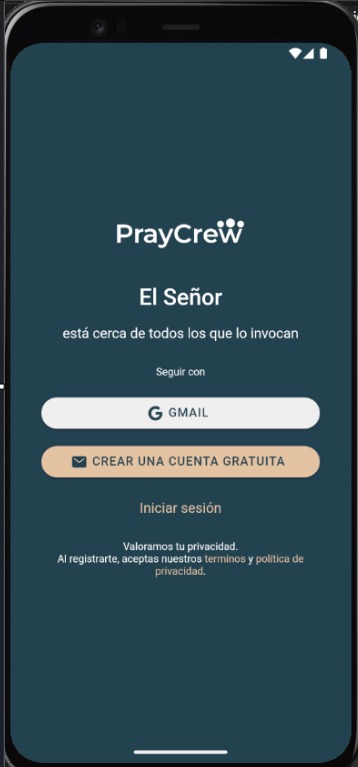 PrayCrew
El Señor
está cerca de todos los que lo invocan
Seguir con
GMAIL
CREAR UNA CUENTA GRATUITA
Iniciar sesión
Valoramos tu privacidad.
Al registrarte, aceptas nuestros terminos y política de
privacidad.